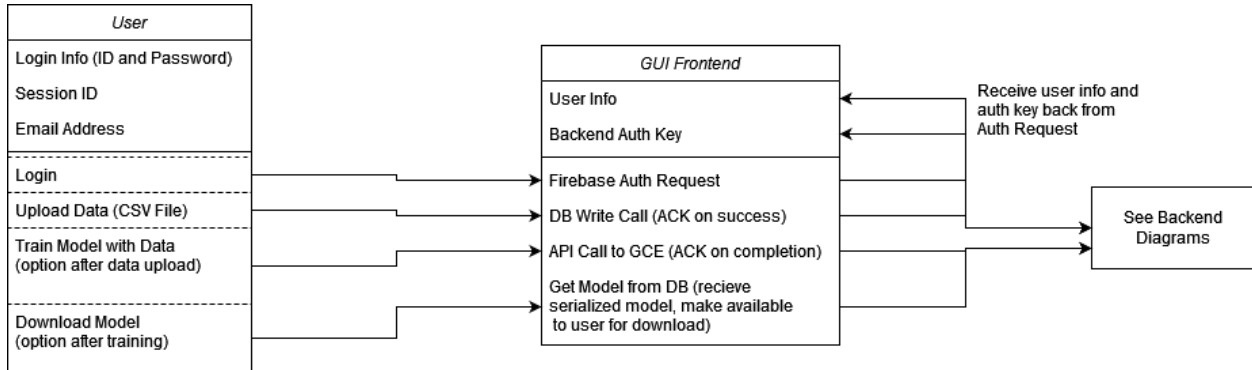 User
Login Info (ID and Password)
Session ID
Email Address
Login
Upload Data (CSV File)
Train Model with Data
(option after data upload)
Download Model
(option after training)
GUI Frontend
User Info
Backend Auth Key
Firebase Auth Request
DB Write Call (ACK on success)
API Call to GCE (ACK on completion)
Get Model from DB (recieve
serialized model, make available
to user for download)
Receive user info and
auth key back from
Auth Request
See Backend
Diagrams